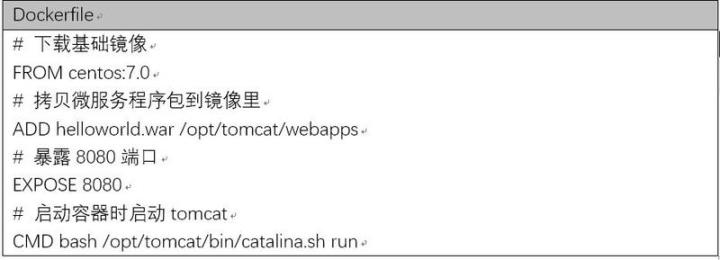 Dockerfile
# 下载基础镜像
FROM centos:7.0
# 拷贝微服务程序包到镜像里
ADD helloworld.war /opt/tomcat/webapps
# 暴露 8080 端口
EXPOSE 8080
# 启动容器时启动 tomcat
CMD bash /opt/tomcat/bin/catalina.sh run